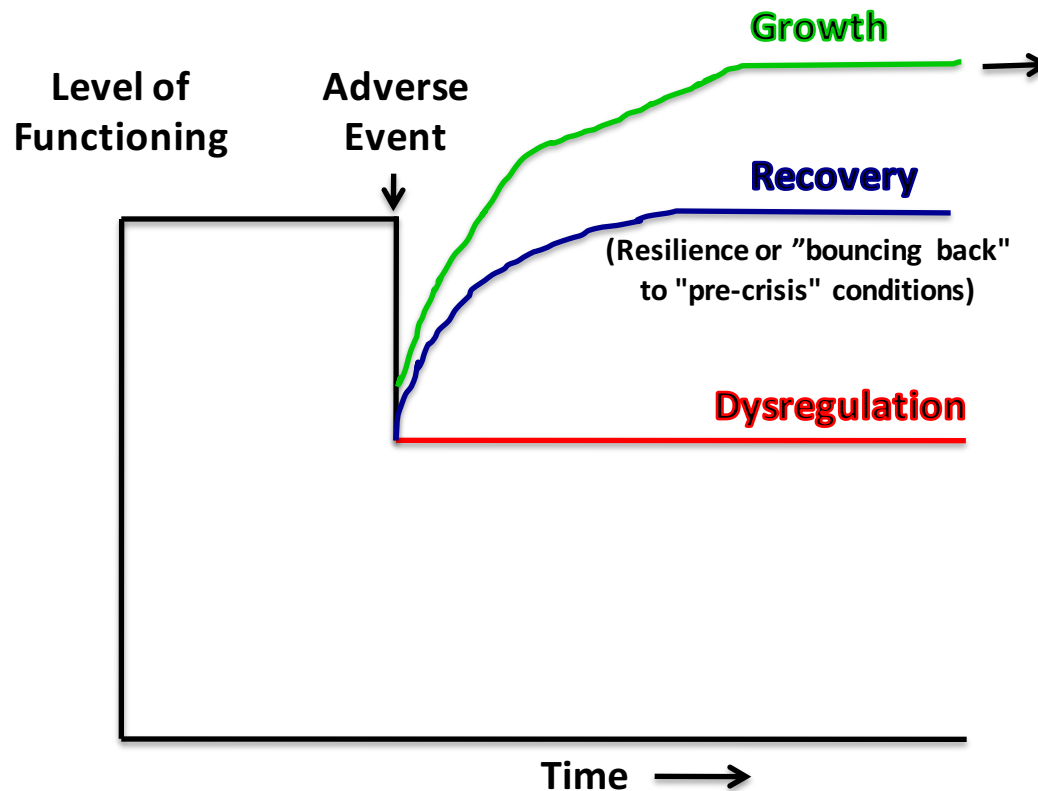 Growth
Level of
Functioning
Adverse
Event
Recovery
(Resilience or ”bouncing back"
to "pre-crisis" conditions)
Dysregulation
Time